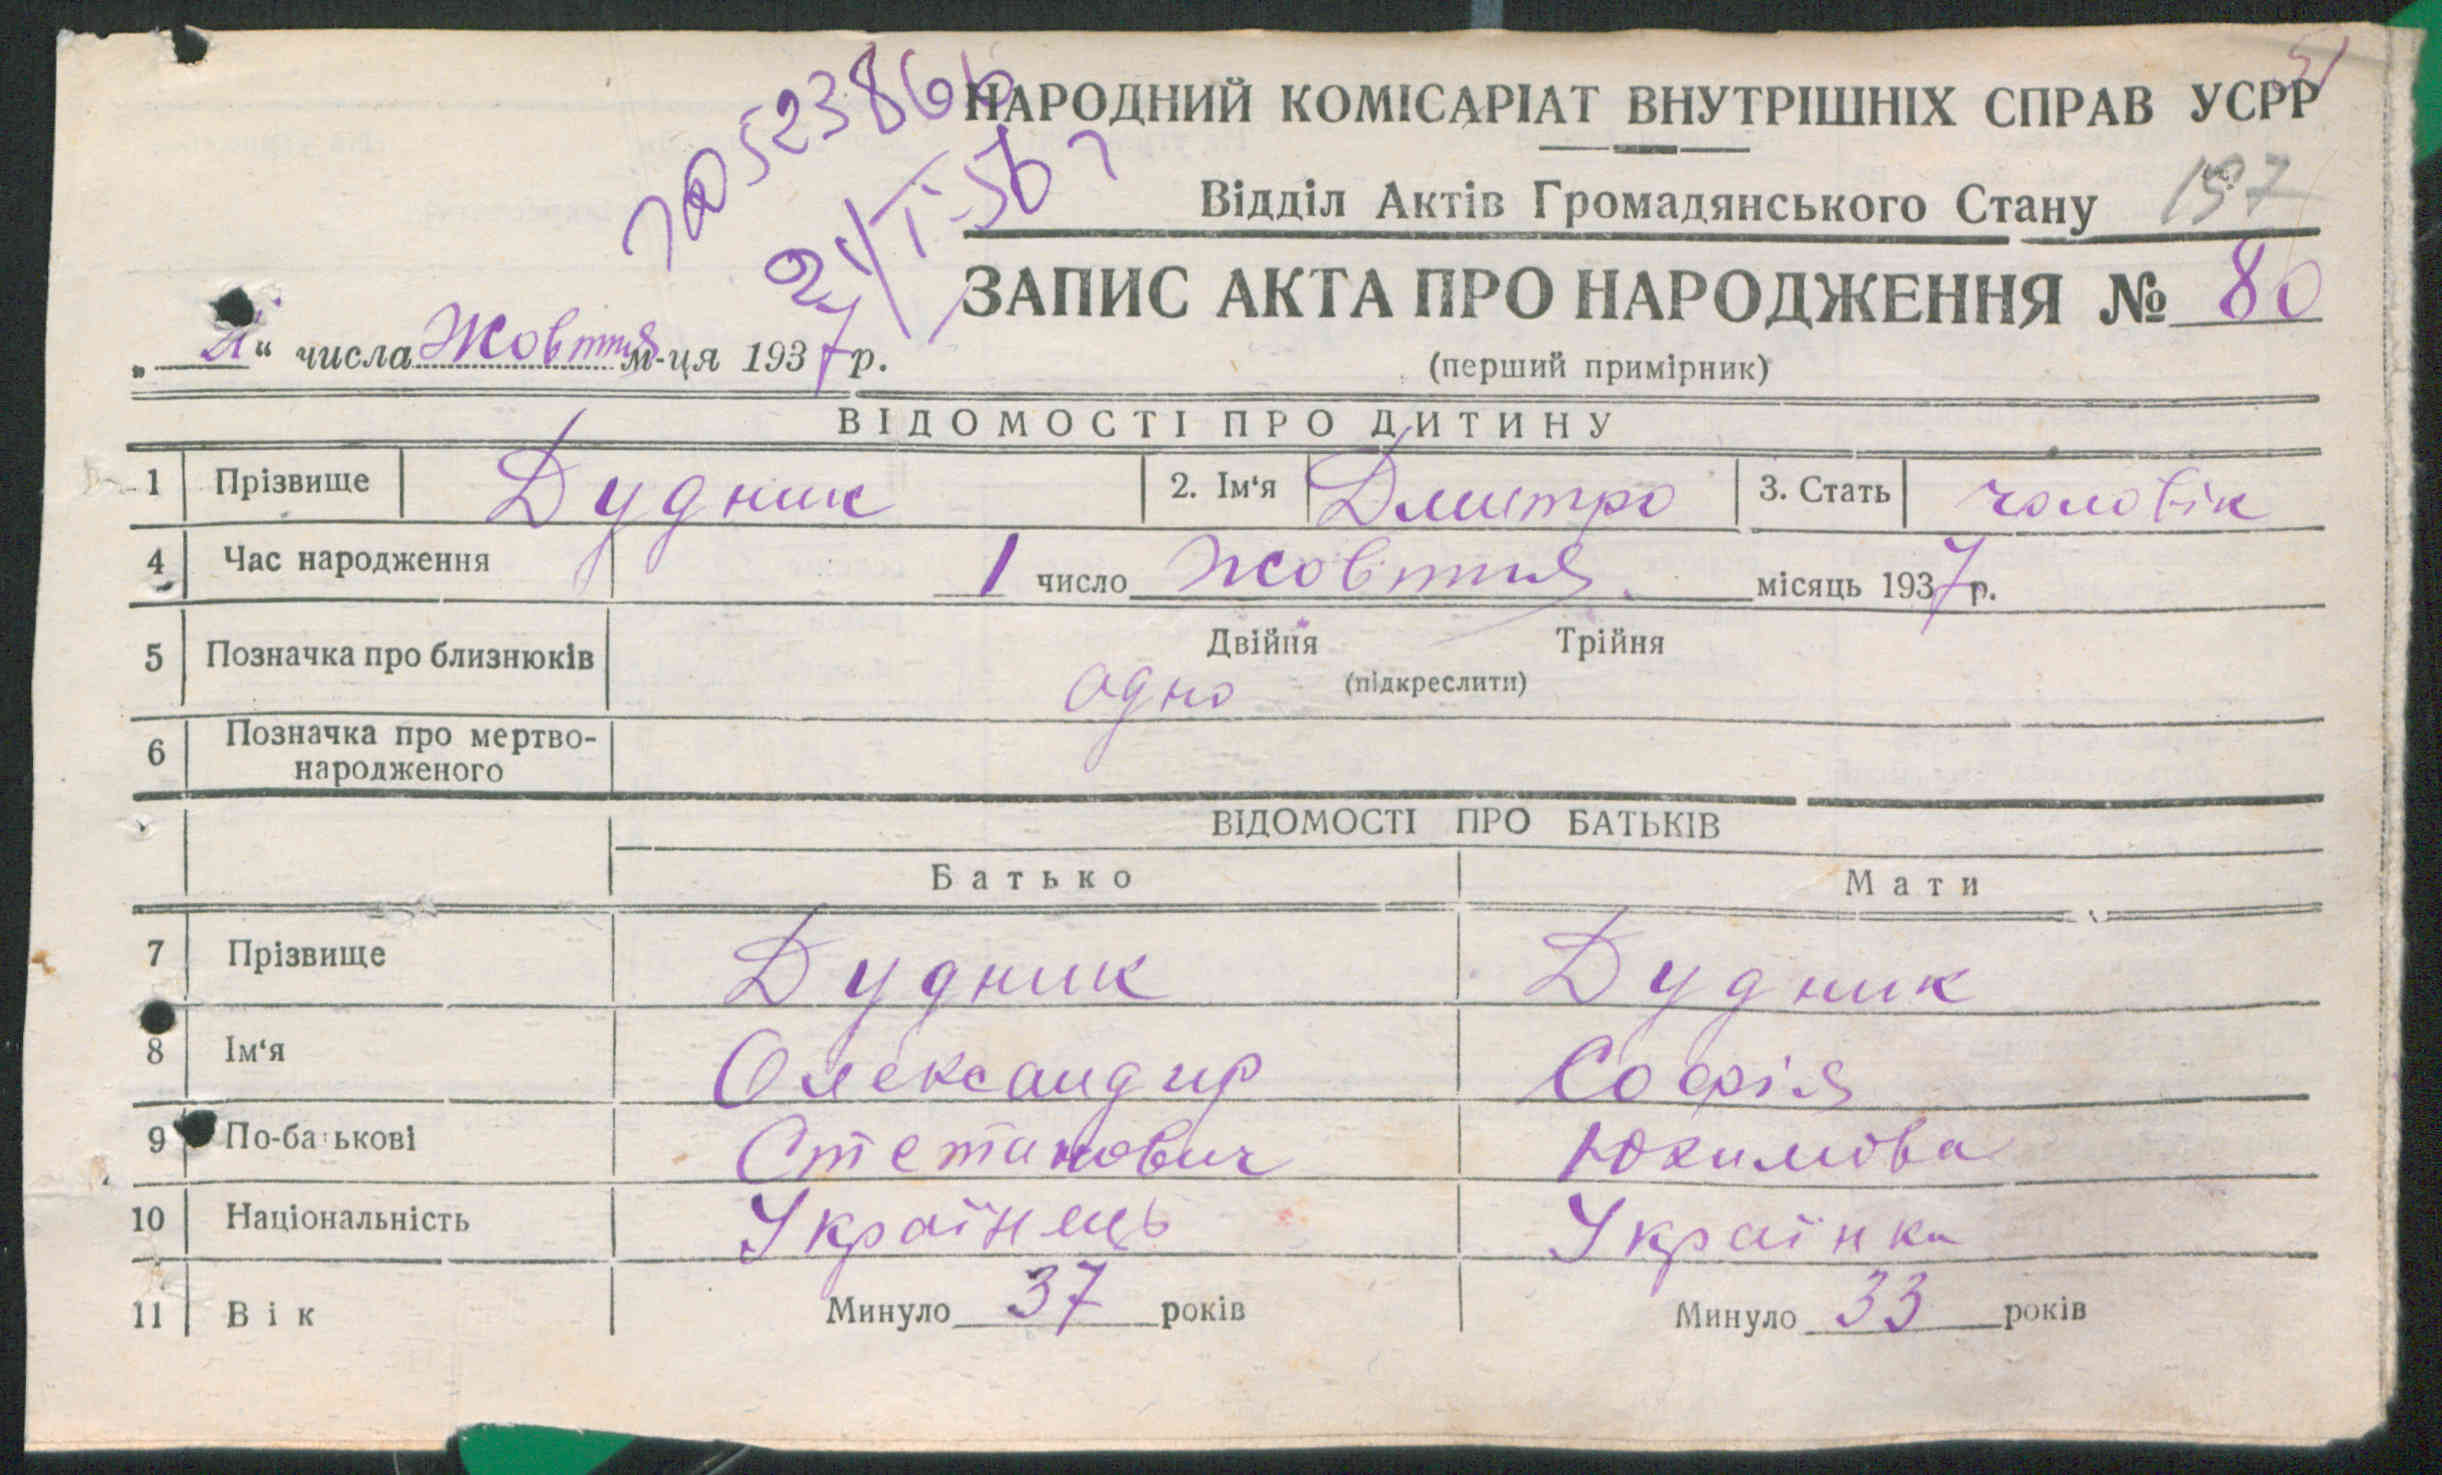 НАРОДНИЙ КОМІСАРІАТ ВНУТРІШНІХ СПРАВ УСРР
Відділ Актів Громадянського Стану 157
ЗАПИС АКТА ПРО НАРОДЖЕННЯ № 80
„ “ числа Жовтня м-ця 1937 р.
(перший примірник)
ВІДОМОСТІ ПРО ДИТИНУ
1 Прізвище Дудник 2. Ім‘я Дмитро 3. Стать чоловік
4 Час народження 1 число жовтня місяць 1937 р.
5 Позначка про близнюків Двійня Трійня
одно (підкреслити)
6 Позначка про мертво-
народженого
ВІДОМОСТІ ПРО БАТЬКІВ
Батько Мати
7 Прізвище Дудник Дудник
8 Ім‘я Олександир Софія
9 По-батькові Степанович Юхимова
10 Національність Українець Українка
11 Вік Минуло 37 років Минуло 33 років